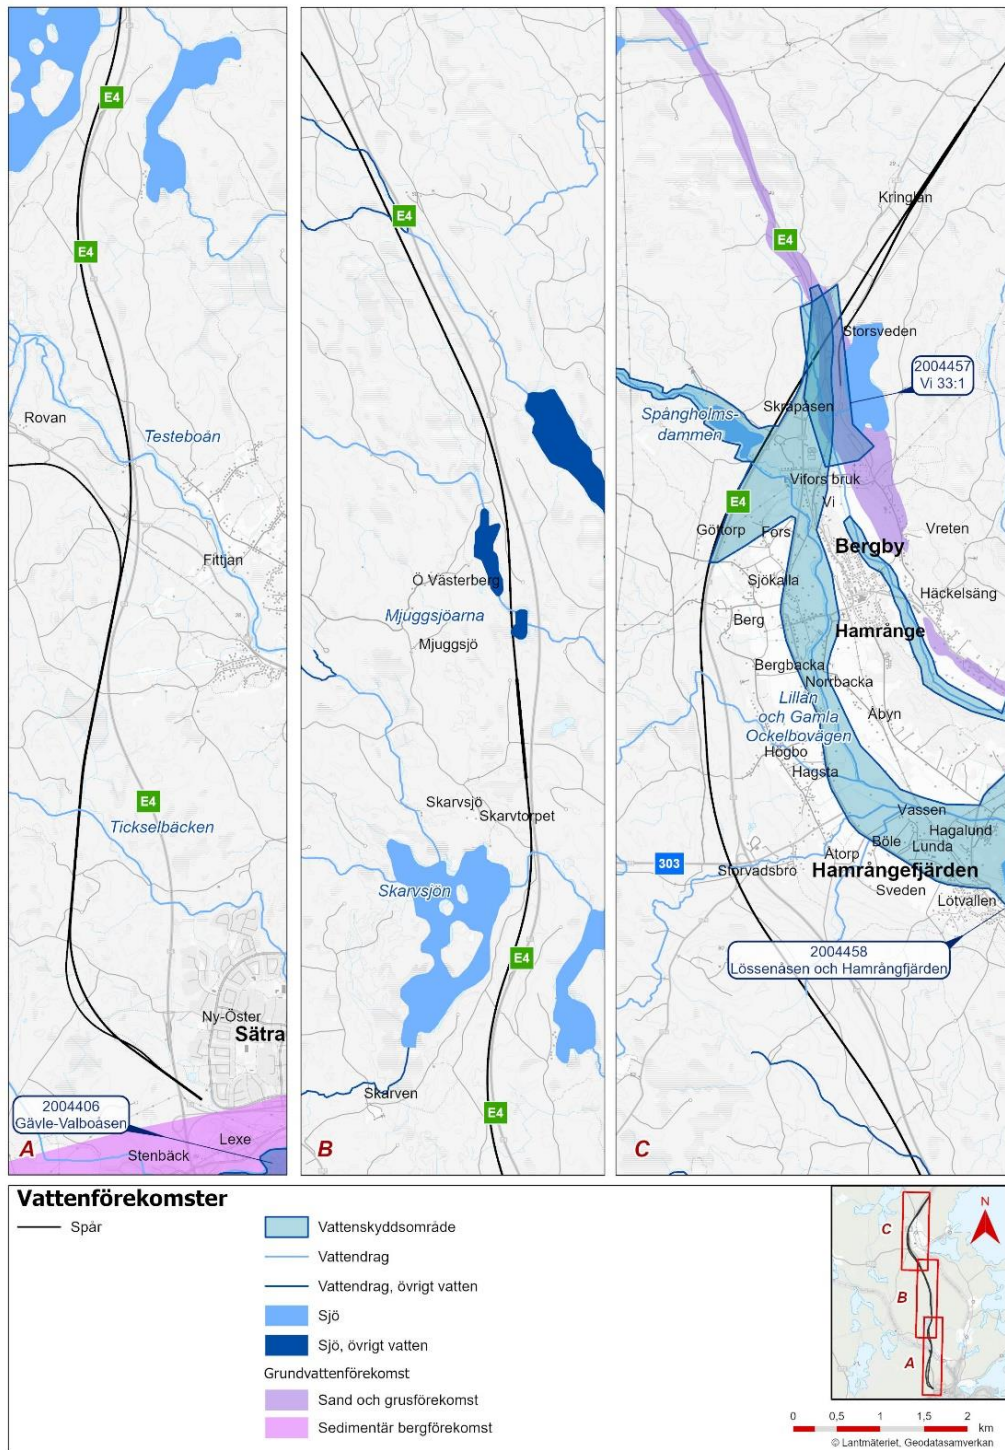 E4
E4
Rovan
Testeboån
Fittjan
E4
Tickselbäcken
Ny-Öster
Sätra
2004406
Gävle-Valboåsen
Lexe
Stenbäck
A
E4
Ö Västerberg
Mjuggsjöarna
Mjuggsjö
Skarvsjö
Skarvtorpet
Skarvsjön
E4
Skarven
E4
B
Kringlan
E4
Storsveden
2004457
Vi 33:1
Skråpåsen
Spångholms-
dammen
Vifors bruk
E4
Vi
Göttorp
Fors
Vreten
Bergby
Sjökalla
Häckelsäng
Berg
Hamrånge
Bergbacka
Norrbacka
Lillån
och Gamla
Ockelbovägen
Åbyn
Högbo
Hagsta
Vassen
Hagalund
Böle
Lunda
Åtorp
303
Storvadsbro
Hamrångefjärden
Sveden
Lötvallen
2004458
Lössenåsen och Hamrångfjärden
C
Vattenförekomster
Spår
Vattenskyddsområde
Vattendrag
Vattendrag, övrigt vatten
Sjö
Sjö, övrigt vatten
Grundvattenförekomst
Sand och grusförekomst
Sedimentär bergförekomst
N
C
B
A
0 0,5 1 1,5 2
km
© Lantmäteriet, Geodatasamverkan